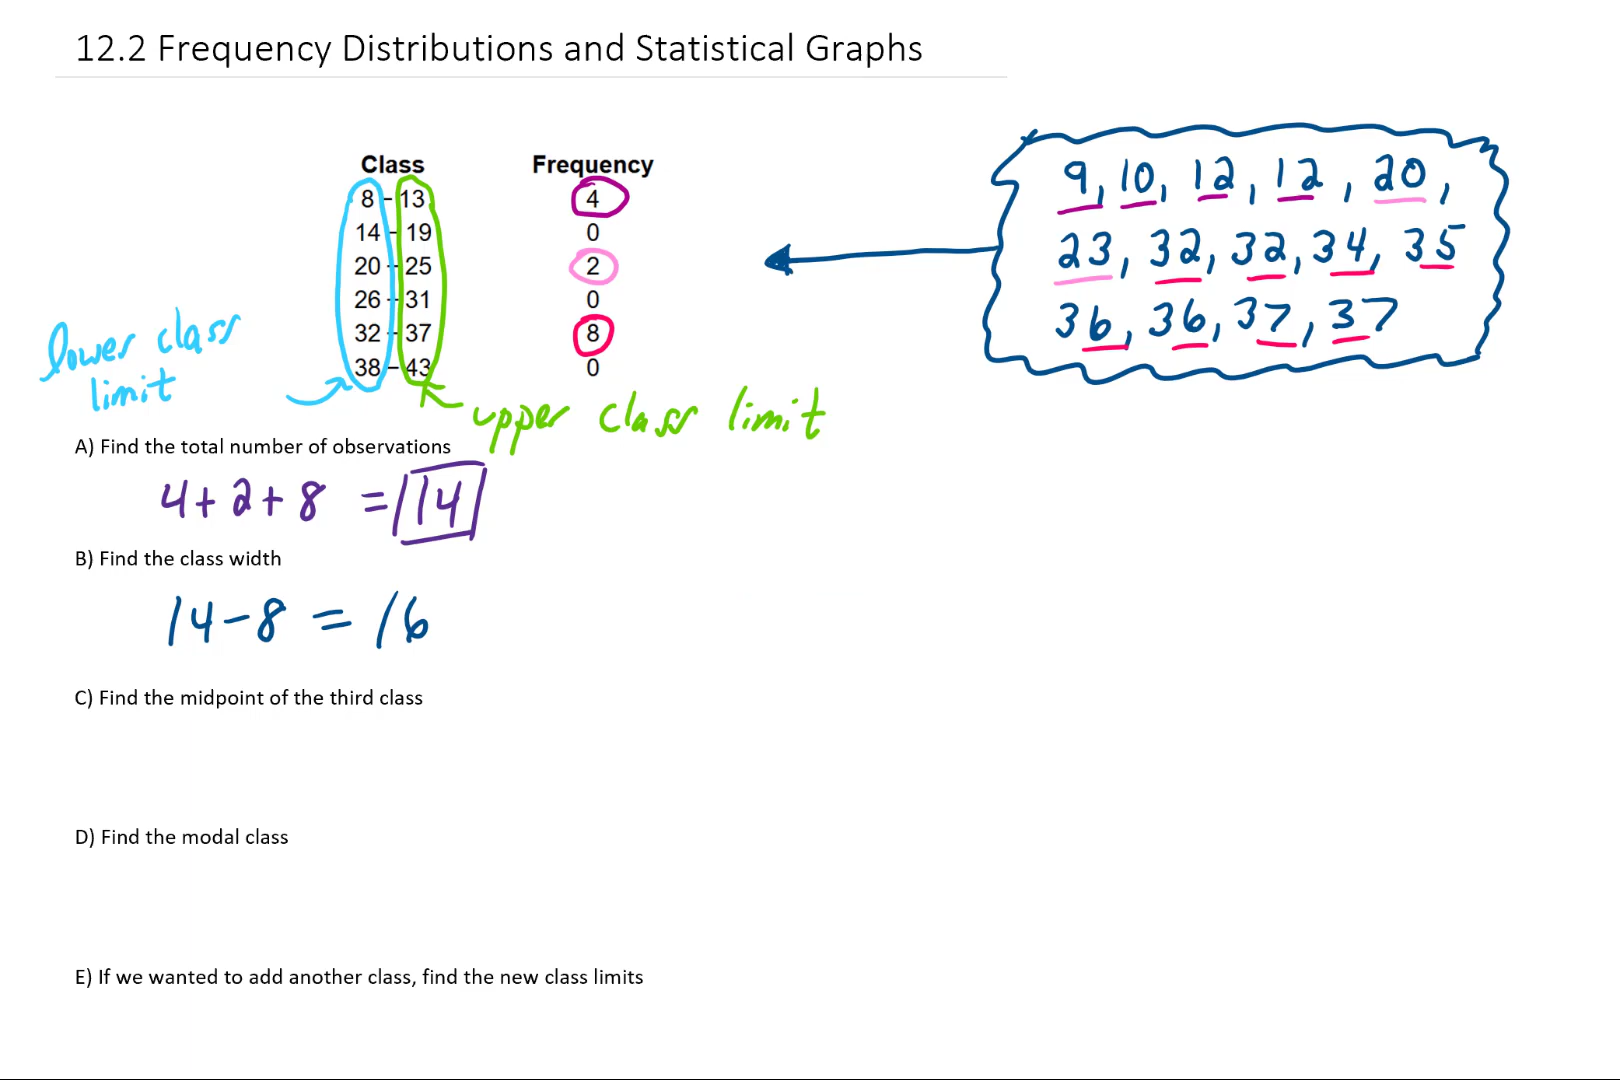 12.2 Frequency Distributions and Statistical Graphs
Class Frequency
8 - 13 4
14 - 19 0
20 - 25 2
26 - 31 0
32 - 37 8
38 - 43 0
9, 10, 12, 12, 20,
23, 32, 32, 34, 35
36, 36, 37, 37
lower class
limit
upper class limit
A) Find the total number of observations
4 + 2 + 8 = 14
B) Find the class width
14 - 8 = 6
C) Find the midpoint of the third class
D) Find the modal class
E) If we wanted to add another class, find the new class limits